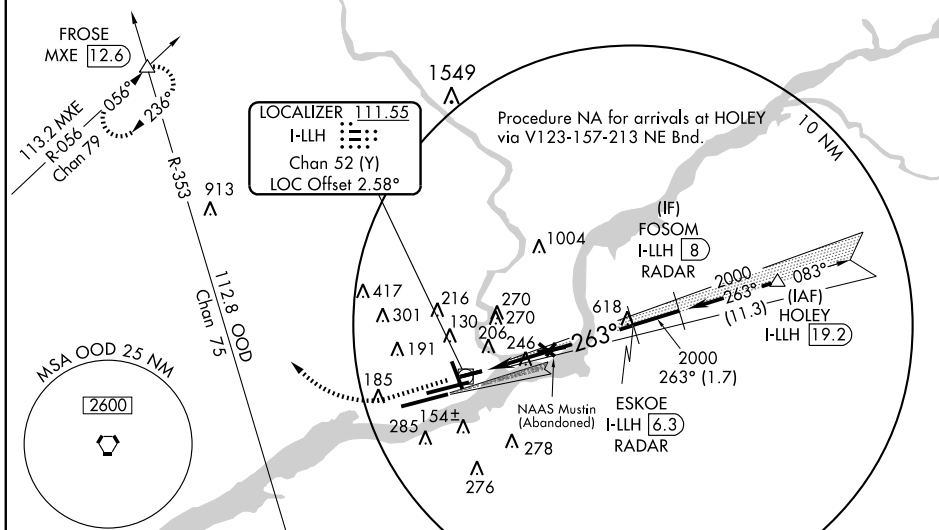 FROSE
MXE 12.6
056°
236°
113.2 MXE
R-056
Chan 79
R-353
112.8 OOD
Chan 75
913
1549
LOCALIZER 111.55
I-LLH
Chan 52 (Y)
LOC Offset 2.58°
Procedure NA for arrivals at HOLEY
via V123-157-213 NE Bnd.
10 NM
(IF)
FOSOM
I-LLH 8
RADAR
1004
2000
263°
(11.3)
083°
(IAF)
HOLEY
I-LLH 19.2
417
301
191
185
216
130
270
270
206
246
618
263°
2000
263° (1.7)
ESKOE
I-LLH 6.3
RADAR
NAAS Mustin
(Abandoned)
285
154±
278
276
MSA OOD 25 NM
2600